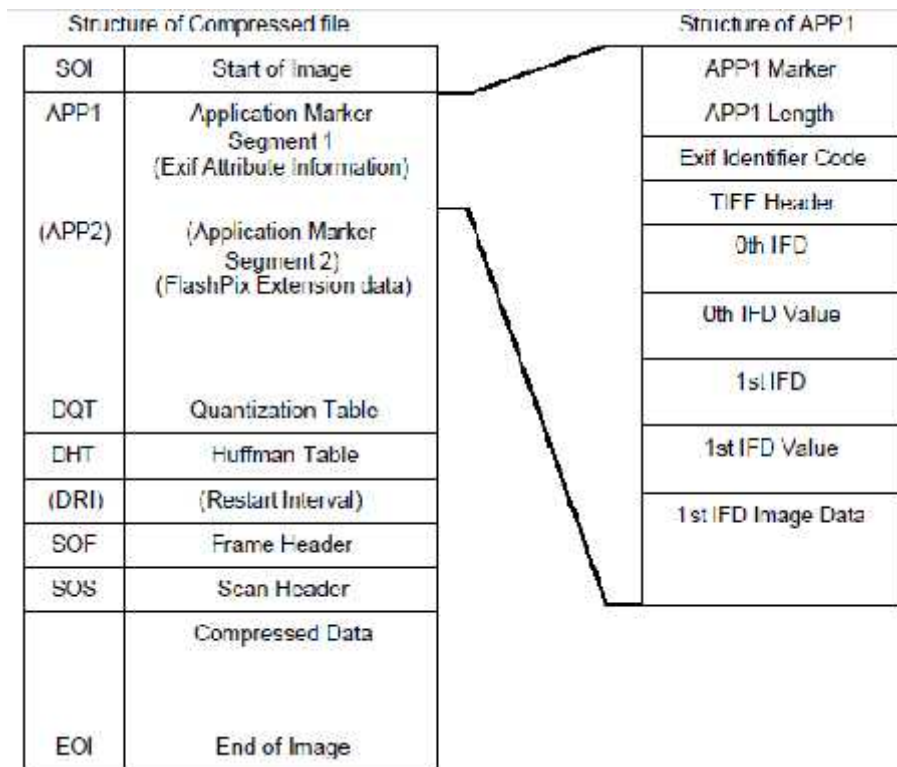 Structure of Compressed file
SOI Start of Image
APP1 Application Marker
Segment 1
(Exif Attribute Information)
(APP2) (Application Marker
Segment 2)
(FlashPix Extension data)
DQT Quantization Table
DHT Huffman Table
(DRI) (Restart Interval)
SOF Frame Header
SOS Scan Header
Compressed Data
EOI End of Image
Structure of APP1
APP1 Marker
APP1 Length
Exif Identifier Code
TIFF Header
0th IFD
0th IFD Value
1st IFD
1st IFD Value
1st IFD Image Data